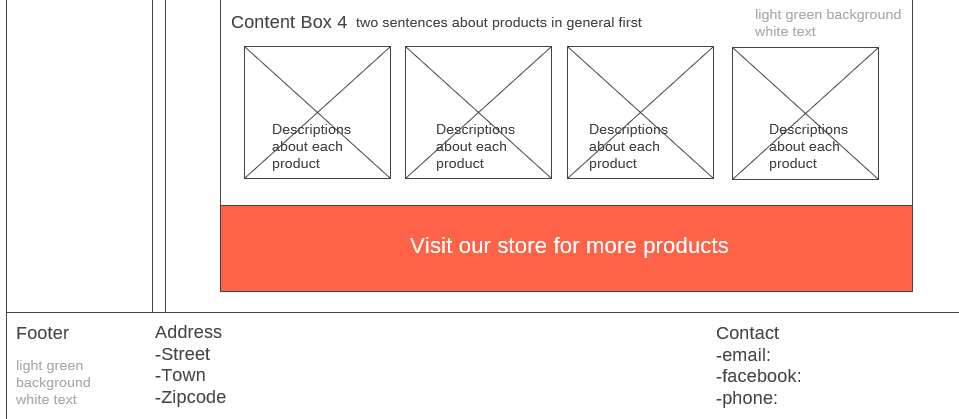 Content Box 4 two sentences about products in general first
light green background
white text
Descriptions
about each
product
Descriptions
about each
product
Descriptions
about each
product
Descriptions
about each
product
Visit our store for more products
Footer
light green
background
white text
Address
-Street
-Town
-Zipcode
Contact
-email:
-facebook:
-phone: